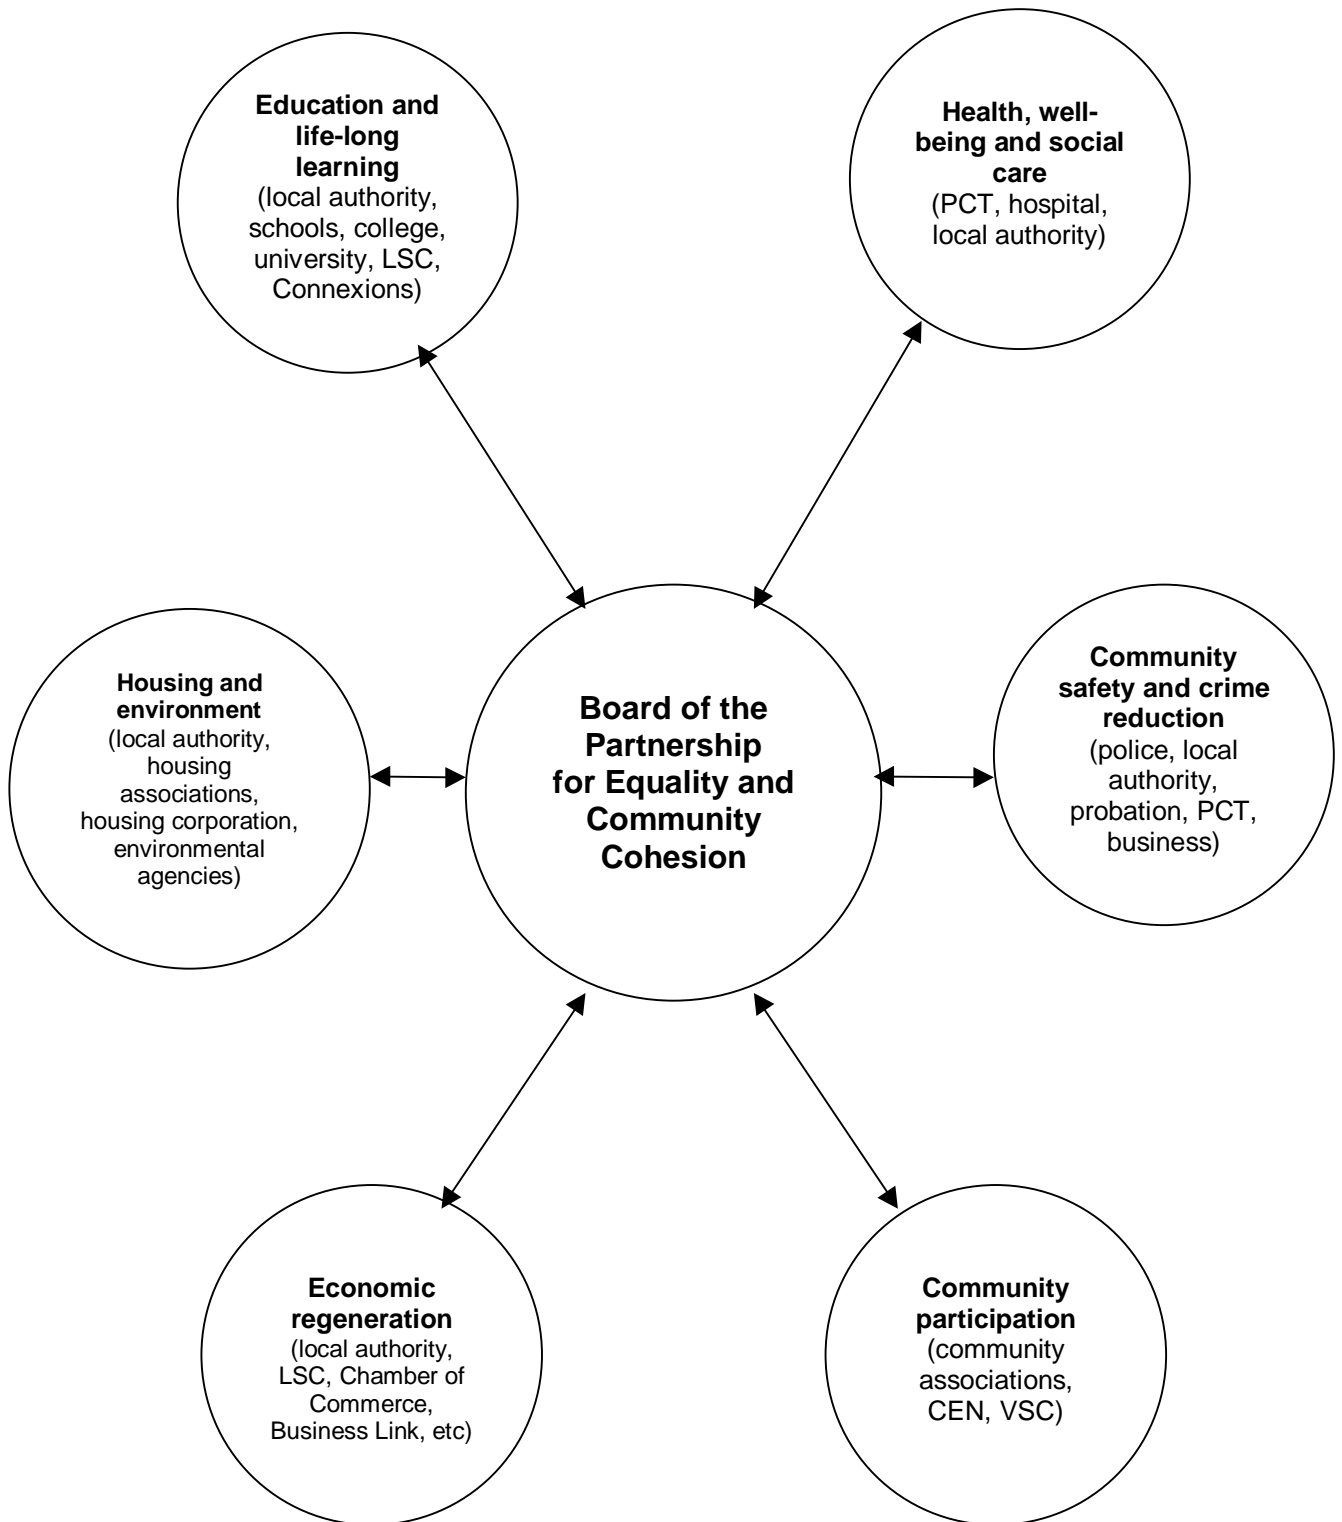 Education and
life-long
learning
(local authority,
schools, college,
university, LSC,
Connexions)
Health, well-
being and social
care
(PCT, hospital,
local authority)
Housing and
environment
(local authority,
housing
associations,
housing corporation,
environmental
agencies)
Board of the
Partnership
for Equality and
Community
Cohesion
Community
safety and crime
reduction
(police, local
authority,
probation, PCT,
business)
Economic
regeneration
(local authority,
LSC, Chamber of
Commerce,
Business Link, etc)
Community
participation
(community
associations,
CEN, VSC)